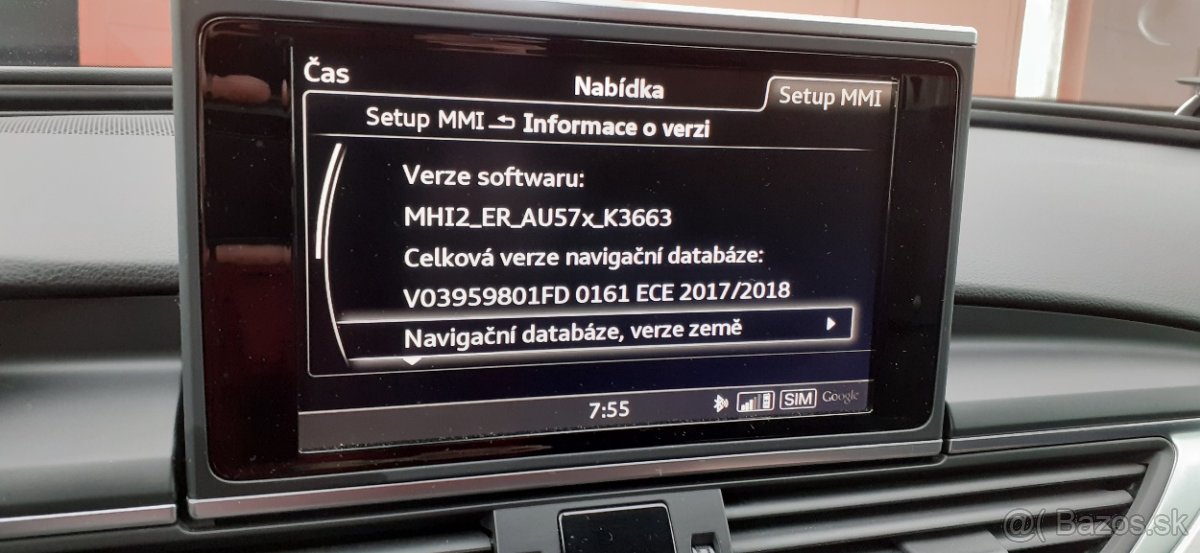 Čas
Nabídka
Setup MMI
Setup MMI Informace o verzi
Verze softwaru:
MHI2_ER_AU57x_K3663
Celková verze navigační databáze:
V03959801FD 0161 ECE 2017/2018
Navigační databáze, verze země
7:55 SIM Google
@( Bazos.sk